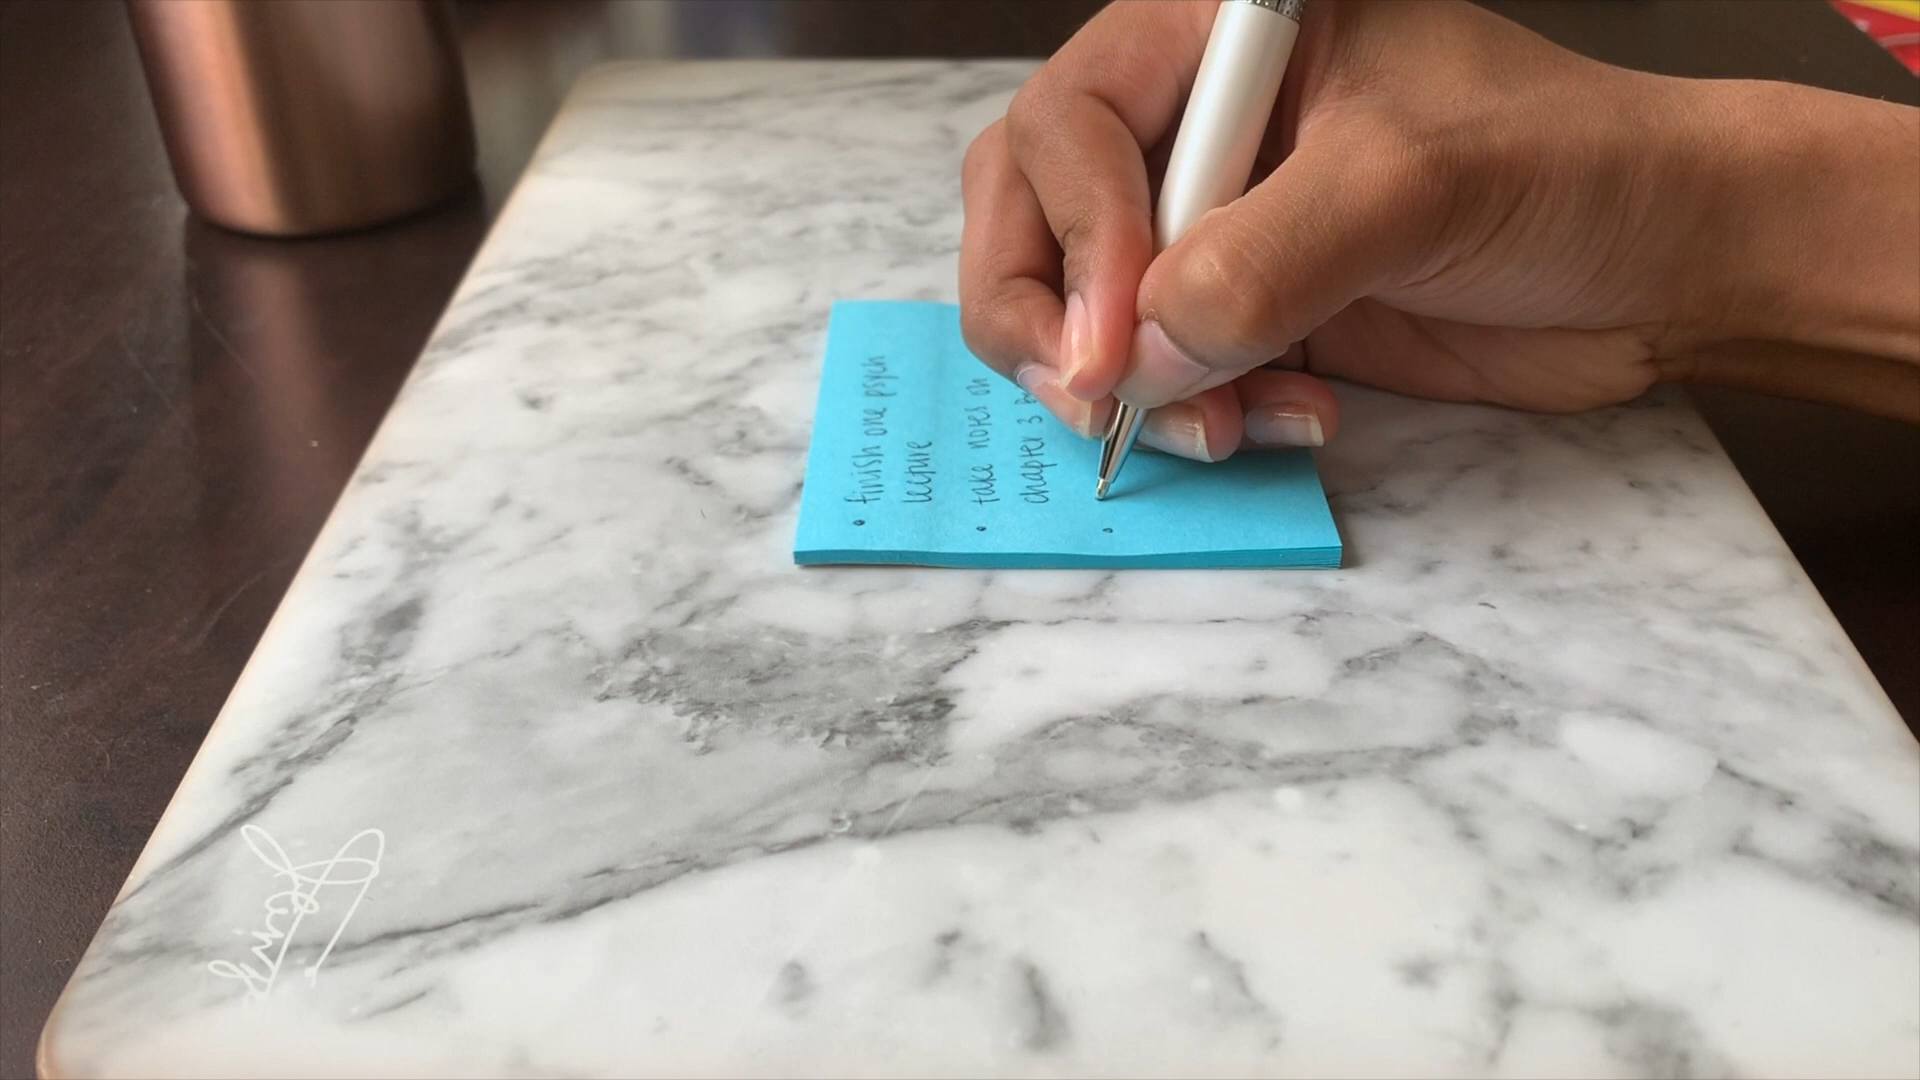 • finish one psych
lecture
• take notes on
chapter 3
•